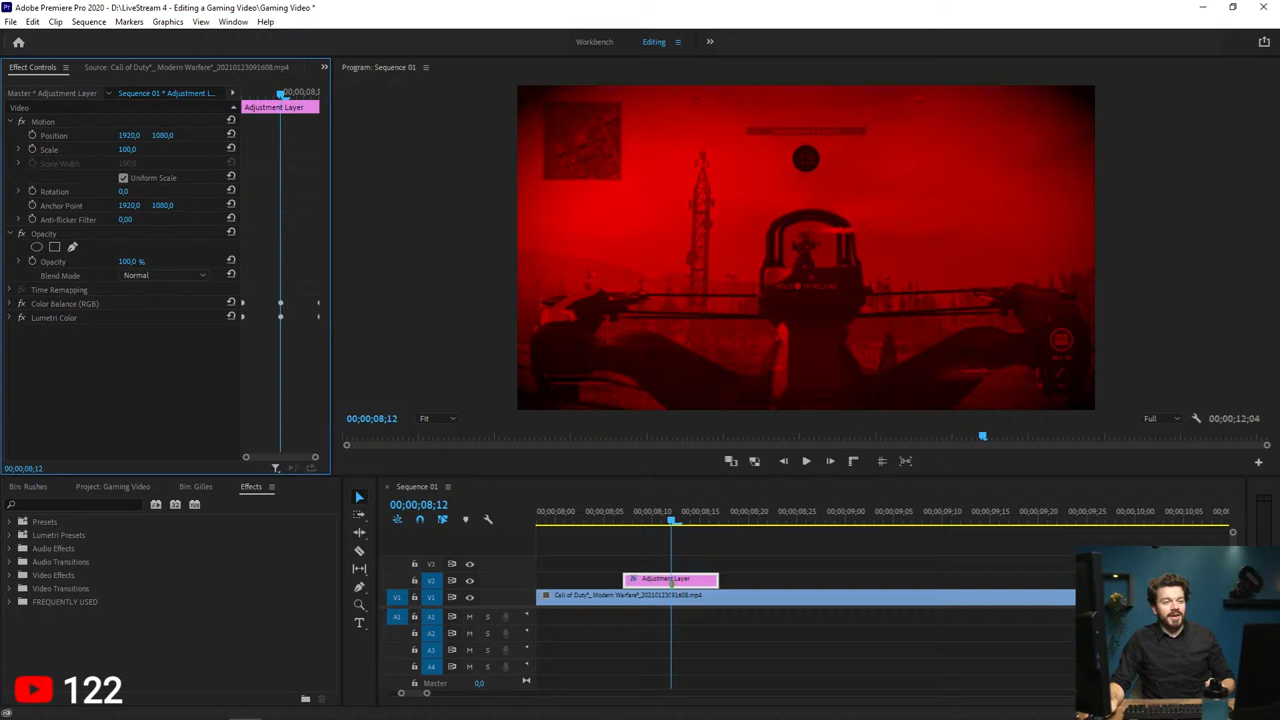 Adobe Premiere Pro 2020 - D:\LiveStream 4 - Editing a Gaming Video\Gaming Video *
File Edit Clip Sequence Markers Graphics View Window Help
Workbench Editing
Effect Controls Source: Call of Duty®_ Modern Warfare®_20210123091608.mp4
Program: Sequence 01
Master * Adjustment Layer Sequence 01 * Adjustment L...
Video Adjustment Layer
fx Motion
Position 1920,0 1080,0
Scale 100,0
Scale Width 100,0
Uniform Scale
Rotation 0,0
Anchor Point 1920,0 1080,0
Anti-flicker Filter 0,00
fx Opacity
Opacity 100,0 %
Blend Mode Normal
Time Remapping
fx Color Balance (RGB)
fx Lumetri Color
00;00;08;12 Fit Full 00;00;12;04
00;00;08;12
Bin: Rushes Project: Gaming Video Bin: Gilles Effects
Presets
Lumetri Presets
Audio Effects
Audio Transitions
Video Effects
Video Transitions
FREQUENTLY USED
Sequence 01
00;00;08;12
00;00;08;00 00;00;08;05 00;00;08;10 00;00;08;15 00;00;08;20 00;00;08;25 00;00;09;00 00;00;09;05 00;00;09;10 00;00;09;15 00;00;09;20 00;00;09;25 00;00;10;00 00;00;10;05
V3
V2 Adjustment Layer
V1 V1 Call of Duty®_ Modern Warfare®_20210123091608.mp4
A1 A1 M S
A2 M S
A3 M S
A4 M S
Master 0,0
122